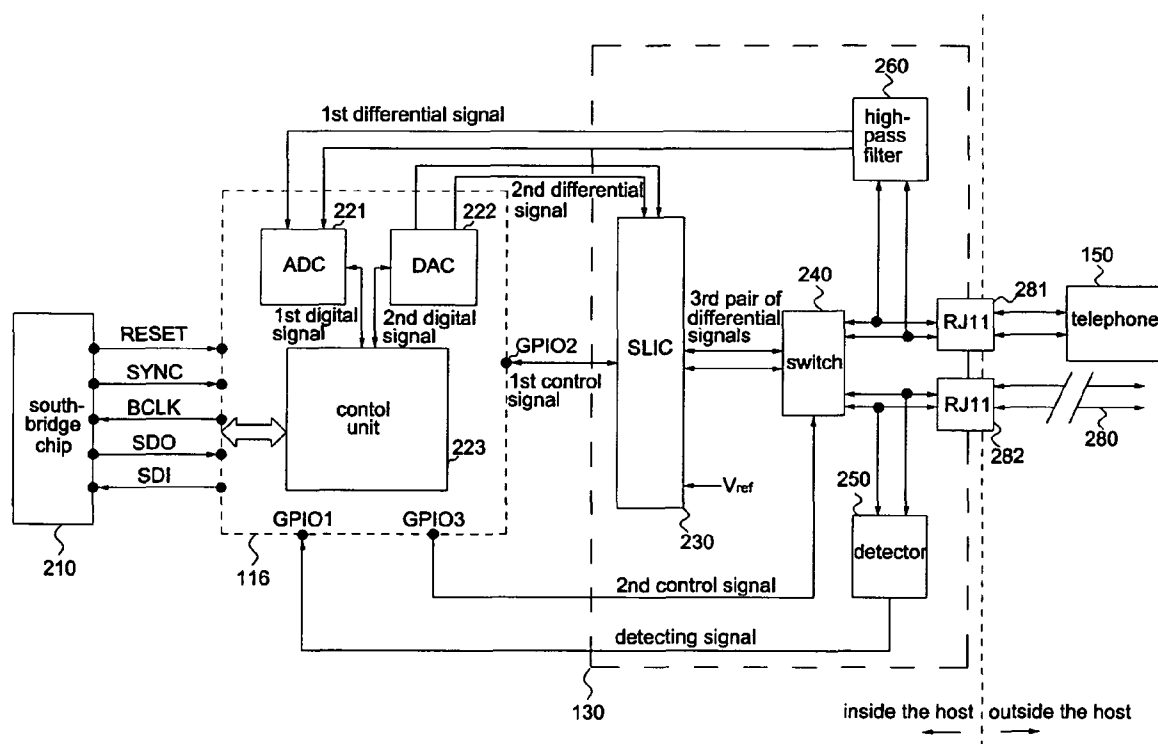 260
high-
pass
filter
1st differential signal
2nd differential
signal
221
222
ADC
DAC
1st digital
signal
2nd digital
signal
RESET
SYNC
BCLK
SDO
SDI
south-
bridge
chip
210
contol
unit
223
GPIO1
GPIO3
116
GPIO2
1st control
signal
SLIC
230
Vref
3rd pair of
differential
signals
240
switch
281
RJ11
150
telephone
RJ11
282
280
250
detector
2nd control signal
detecting signal
130
inside the host
outside the host